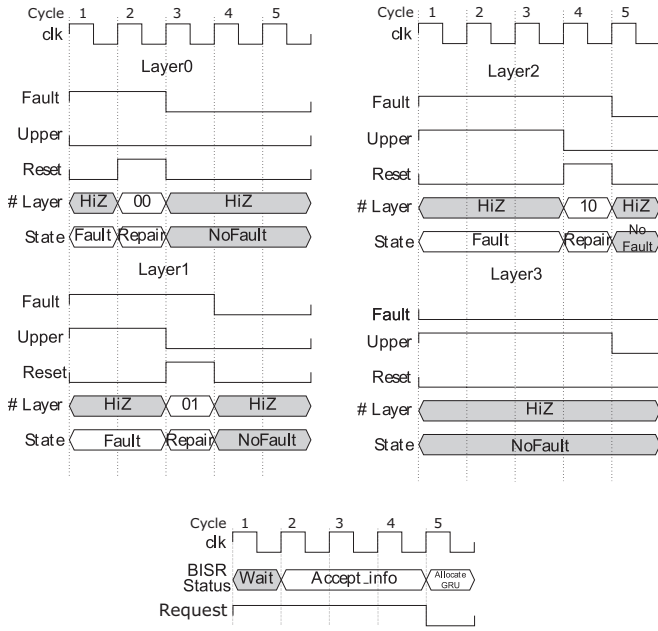 Cycle 1 2 3 4 5
clk
Layer0
Fault
Upper
Reset
# Layer HiZ 00 HiZ
State Fault Repair NoFault
Layer1
Fault
Upper
Reset
# Layer HiZ 01 HiZ
State Fault Repair NoFault
Cycle 1 2 3 4 5
clk
Layer2
Fault
Upper
Reset
# Layer HiZ 10 HiZ
State Fault Repair No Fault
Layer3
Fault
Upper
Reset
# Layer HiZ
State NoFault
Cycle 1 2 3 4 5
clk
BISR Status Wait Accept_info Allocate GRU
Request